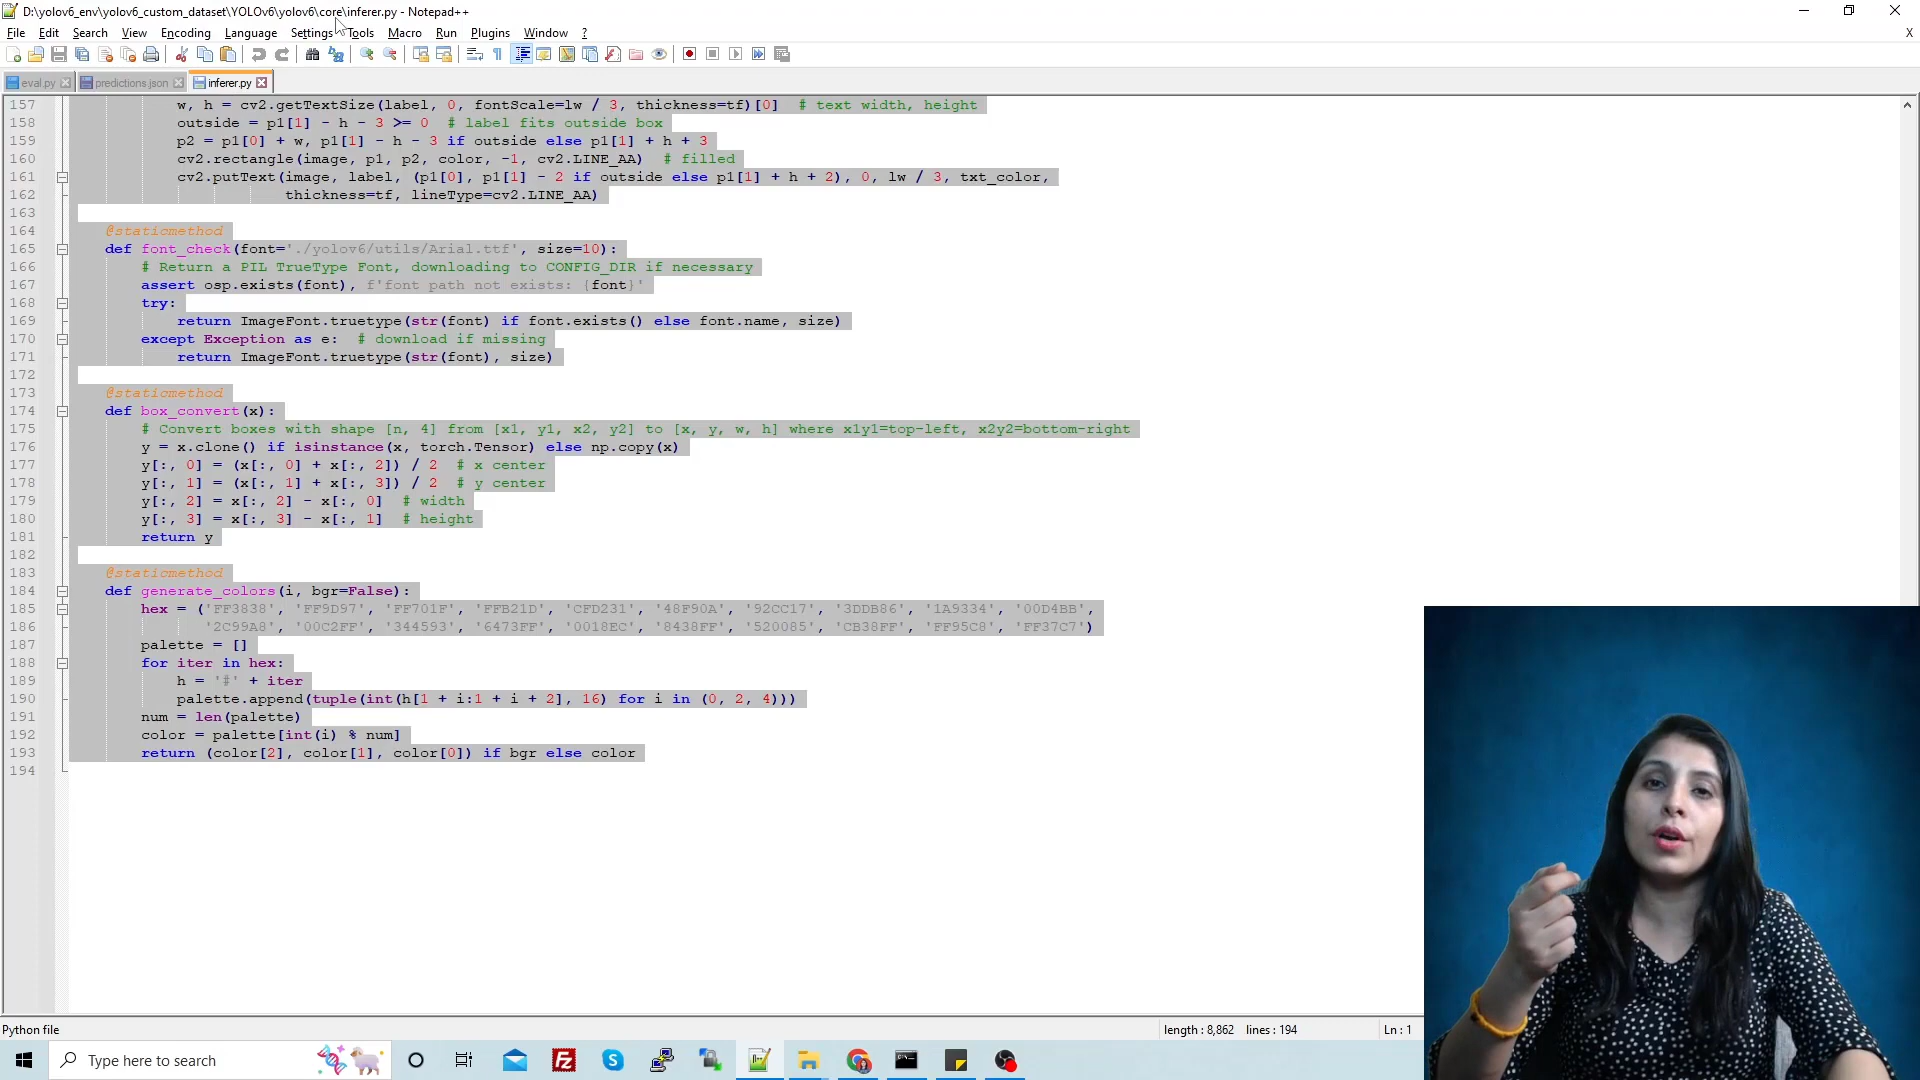 D:\yolov6_env\yolov6_custom_dataset\YOLOv6\yolov6\core\inferer.py - Notepad++
File Edit Search View Encoding Language Settings Tools Macro Run Plugins Window ? X
eval.py predictions.json inferer.py
157 w, h = cv2.getTextSize(label, 0, fontScale=lw / 3, thickness=tf)[0]  # text width, height
158 outside = p1[1] - h - 3 >= 0  # label fits outside box
159 p2 = p1[0] + w, p1[1] - h - 3 if outside else p1[1] + h + 3
160 cv2.rectangle(image, p1, p2, color, -1, cv2.LINE_AA)  # filled
161 cv2.putText(image, label, (p1[0], p1[1] - 2 if outside else p1[1] + h + 2), 0, lw / 3, txt_color,
162 thickness=tf, lineType=cv2.LINE_AA)
163
164 @staticmethod
165 def font_check(font='./yolov6/utils/Arial.ttf', size=10):
166 # Return a PIL TrueType Font, downloading to CONFIG_DIR if necessary
167 assert osp.exists(font), f'font path not exists: {font}'
168 try:
169 return ImageFont.truetype(str(font) if font.exists() else font.name, size)
170 except Exception as e:  # download if missing
171 return ImageFont.truetype(str(font), size)
172
173 @staticmethod
174 def box_convert(x):
175 # Convert boxes with shape [n, 4] from [x1, y1, x2, y2] to [x, y, w, h] where x1y1=top-left, x2y2=bottom-right
176 y = x.clone() if isinstance(x, torch.Tensor) else np.copy(x)
177 y[:, 0] = (x[:, 0] + x[:, 2]) / 2  # x center
178 y[:, 1] = (x[:, 1] + x[:, 3]) / 2  # y center
179 y[:, 2] = x[:, 2] - x[:, 0]  # width
180 y[:, 3] = x[:, 3] - x[:, 1]  # height
181 return y
182
183 @staticmethod
184 def generate_colors(i, bgr=False):
185 hex = ('FF3838', 'FF9D97', 'FF701F', 'FFB21D', 'CFD231', '48F90A', '92CC17', '3DDB86', '1A9334', '00D4BB',
186 '2C99A8', '00C2FF', '344593', '6473FF', '0018EC', '8438FF', '520085', 'CB38FF', 'FF95C8', 'FF37C7')
187 palette = []
188 for iter in hex:
189 h = '#' + iter
190 palette.append(tuple(int(h[1 + i:1 + i + 2], 16) for i in (0, 2, 4)))
191 num = len(palette)
192 color = palette[int(i) % num]
193 return (color[2], color[1], color[0]) if bgr else color
194
Python file length : 8,862 lines : 194 Ln : 1
Type here to search